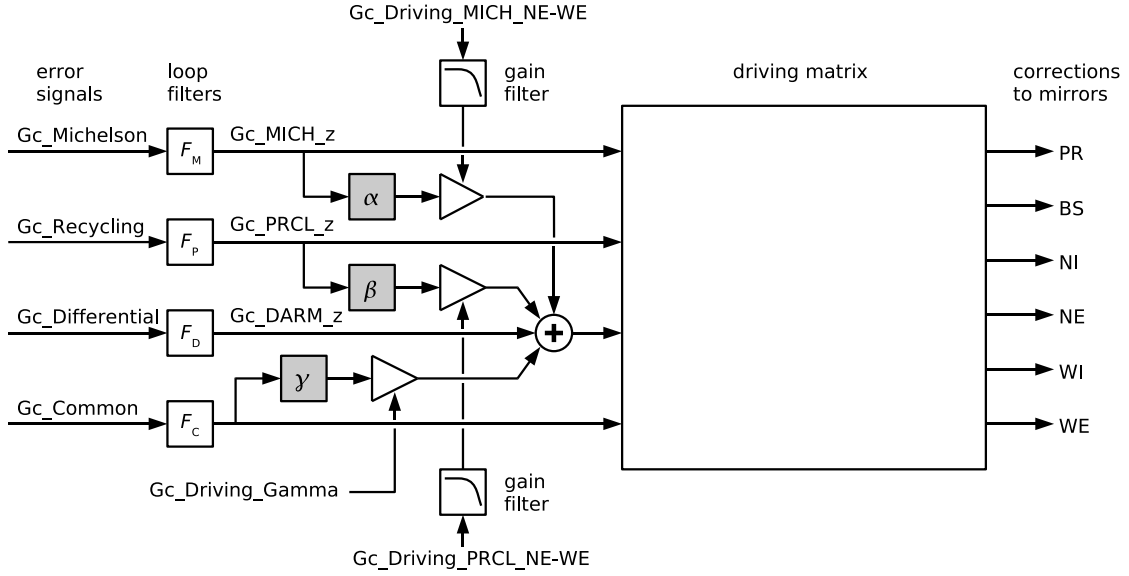 Gc_Driving_MICH_NE-WE
error
signals
loop
filters
gain
filter
driving matrix
corrections
to mirrors
Gc_Michelson
F_M
Gc_MICH_z
PR
α
BS
Gc_Recycling
F_P
Gc_PRCL_z
NI
β
Gc_Differential
F_D
Gc_DARM_z
+
NE
γ
WI
Gc_Common
F_C
WE
Gc_Driving_Gamma
gain
filter
Gc_Driving_PRCL_NE-WE